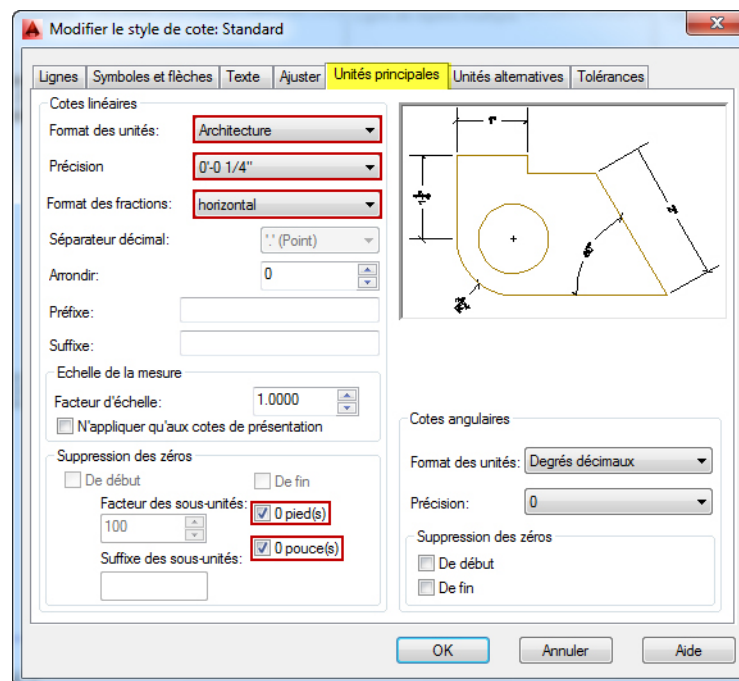 Modifier le style de cote: Standard
Lignes Symboles et flèches Texte Ajuster Unités principales Unités alternatives Tolérances
Cotes linéaires
Format des unités: Architecture
Précision 0'-0 1/4"
Format des fractions: horizontal
Séparateur décimal: '.' (Point)
Arrondir: 0
Préfixe:
Suffixe:
Echelle de la mesure
Facteur d'échelle: 1.0000
N'appliquer qu'aux cotes de présentation
Suppression des zéros
De début De fin
Facteur des sous-unités: 0 pied(s)
100
Suffixe des sous-unités: 0 pouce(s)
Cotes angulaires
Format des unités: Degrés décimaux
Précision: 0
Suppression des zéros
De début
De fin
OK Annuler Aide